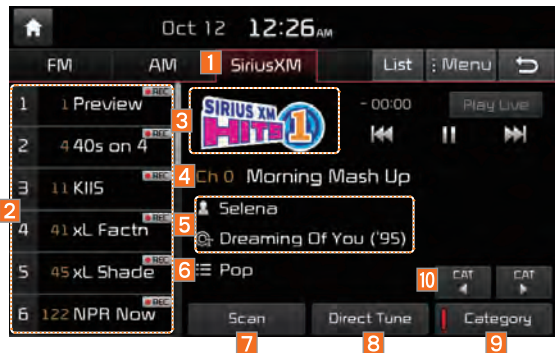 Oct 12 12:26 AM
FM AM 1 SiriusXM List Menu
1 1 Preview REC
2 4 40s on 4 REC
3 11 KIIS REC
4 41 xL Factn REC
5 45 xL Shade REC
6 122 NPR Now REC
2
3
SIRIUS XM
HITS 1
- 00:00 Play Live
4 Ch 0 Morning Mash Up
5
Selena
Dreaming Of You ('95)
6 Pop
10 CAT CAT
Scan Direct Tune Category
7 8 9